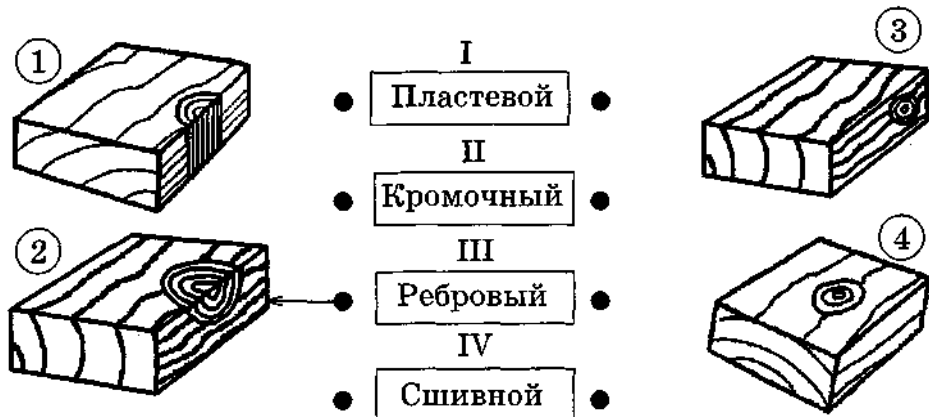 1
3
I
Пластевой
II
Кромочный
2
4
III
Ребровый
IV
Сшивной